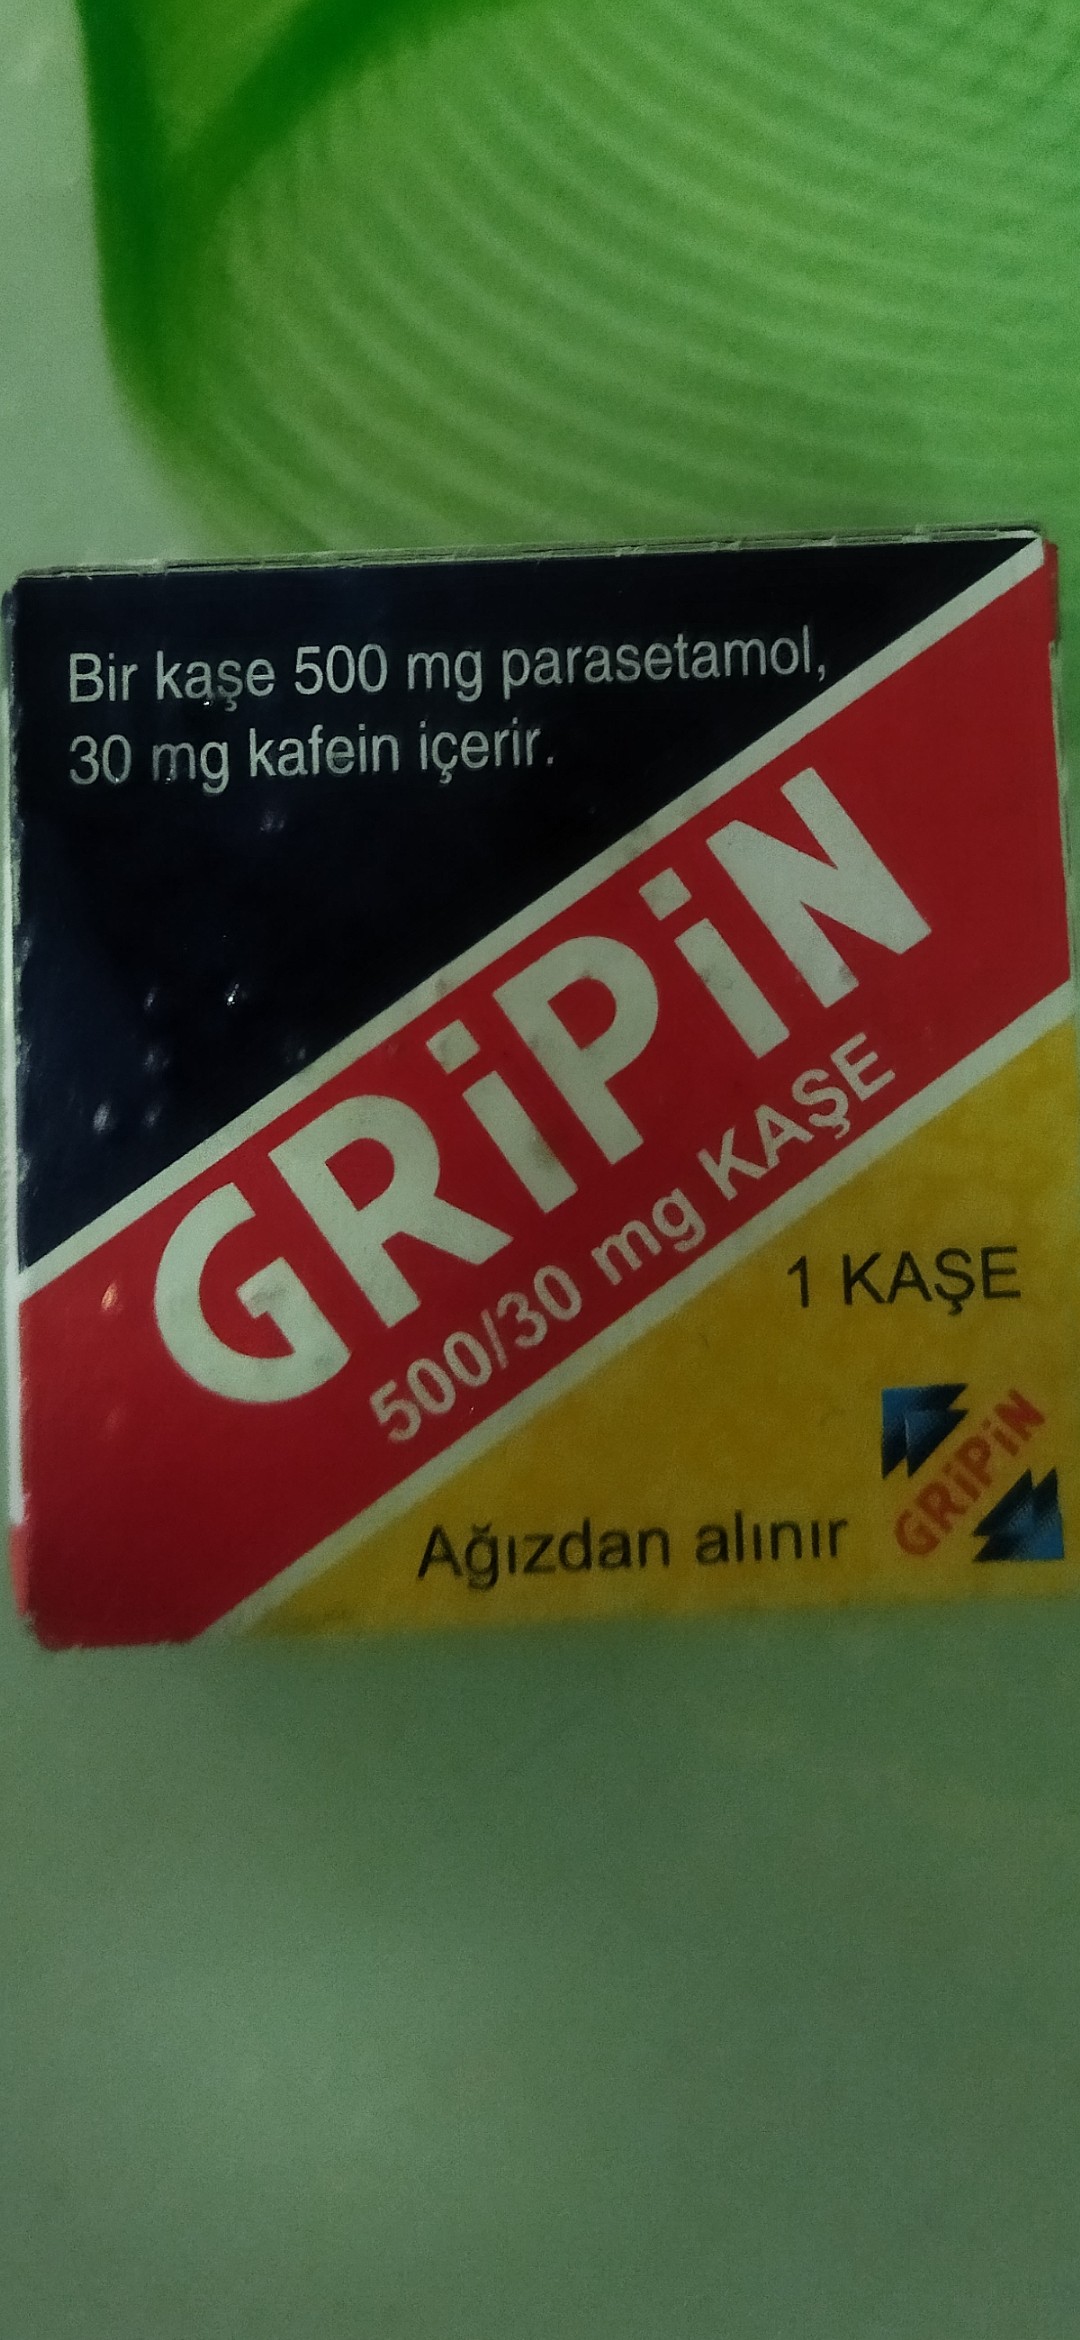 Bir kaşe 500 mg parasetamol,
30 mg kafein içerir.
GRiPiN
500/30 mg KAŞE
1 KAŞE
GRiPiN
Ağızdan alınır